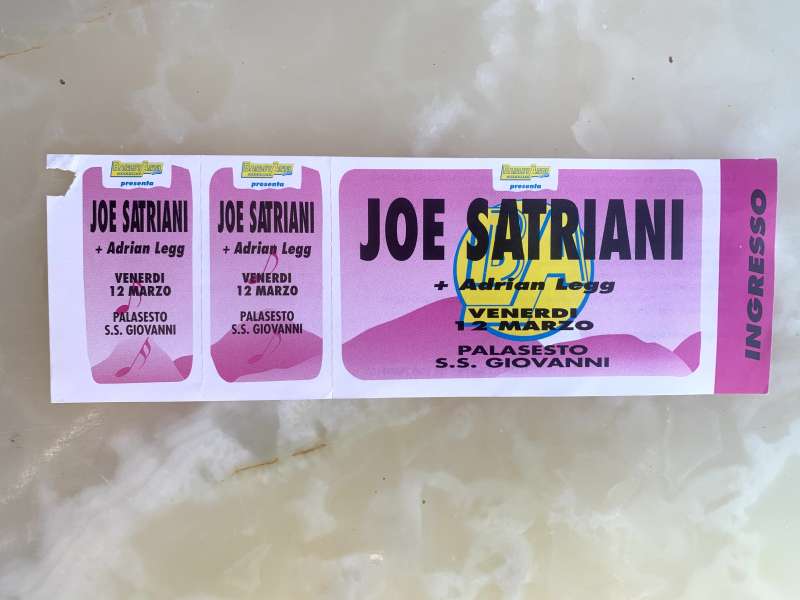 presenta
JOE SATRIANI
+ Adrian Legg
VENERDI
12 MARZO
PALASESTO
S.S. GIOVANNI
presenta
JOE SATRIANI
+ Adrian Legg
VENERDI
12 MARZO
PALASESTO
S.S. GIOVANNI
presenta
JOE SATRIANI
+ Adrian Legg
VENERDI
12 MARZO
PALASESTO
S.S. GIOVANNI
INGRESSO